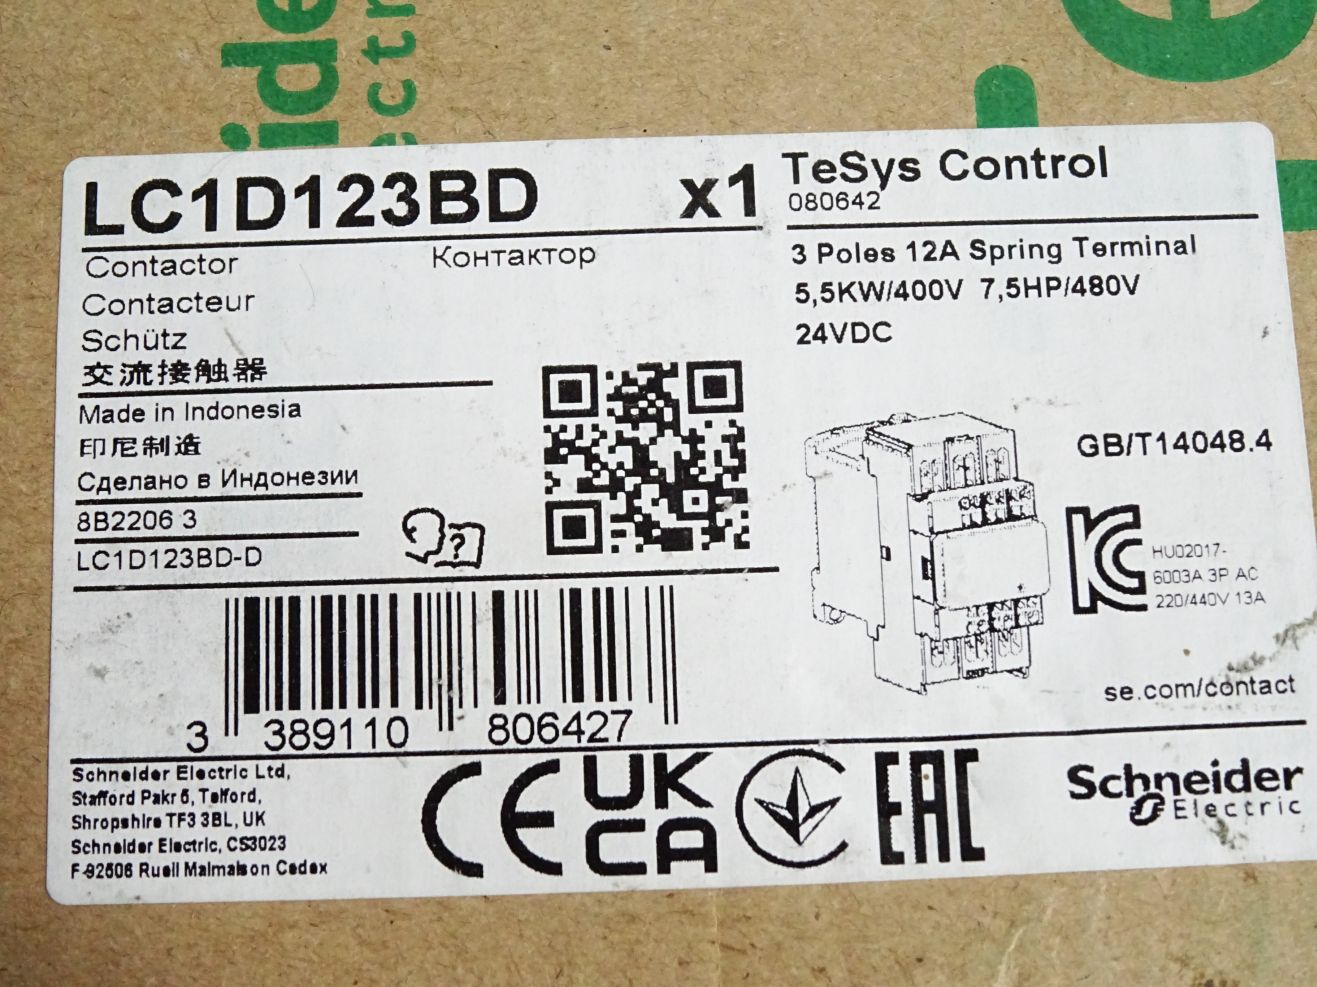 LC1D123BD x1
Contactor Контактор
Contacteur
Schütz
交流接触器
Made in Indonesia
印尼制造
Сделано в Индонезии
8B2206 3
LC1D123BD-D
3 389110 806427
TeSys Control
080642
3 Poles 12A Spring Terminal
5,5KW/400V 7,5HP/480V
24VDC
GB/T14048.4
HU02017-
6003A 3P AC
220/440V 13A
se.com/contact
Schneider Electric Ltd,
Stafford Pakr 5, Telford,
Shropshire TF3 3BL, UK
Schneider Electric, CS3023
F-92506 Rueil Malmaison Cedex
CE UK
CA
EAC
Schneider
Electric